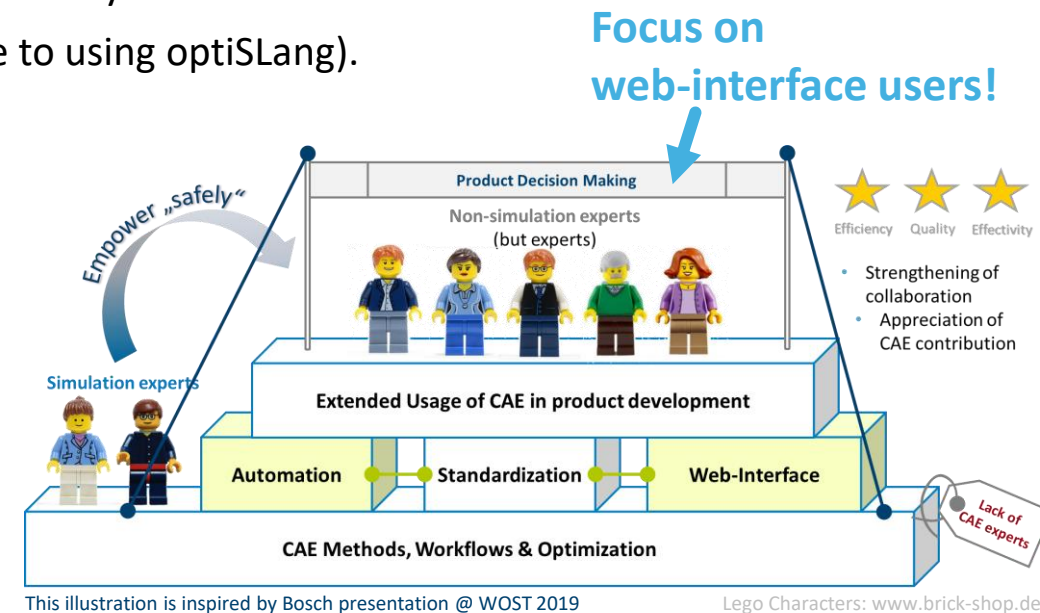 e to using optiSLang).
Focus on
web-interface users!
Product Decision Making
Non-simulation experts
(but experts)
Empower „safely“
Efficiency Quality Effectivity
• Strengthening of
collaboration
• Appreciation of
CAE contribution
Simulation experts
Extended Usage of CAE in product development
Automation Standardization Web-Interface
Lack of
CAE experts
CAE Methods, Workflows & Optimization
This illustration is inspired by Bosch presentation @ WOST 2019
Lego Characters: www.brick-shop.de